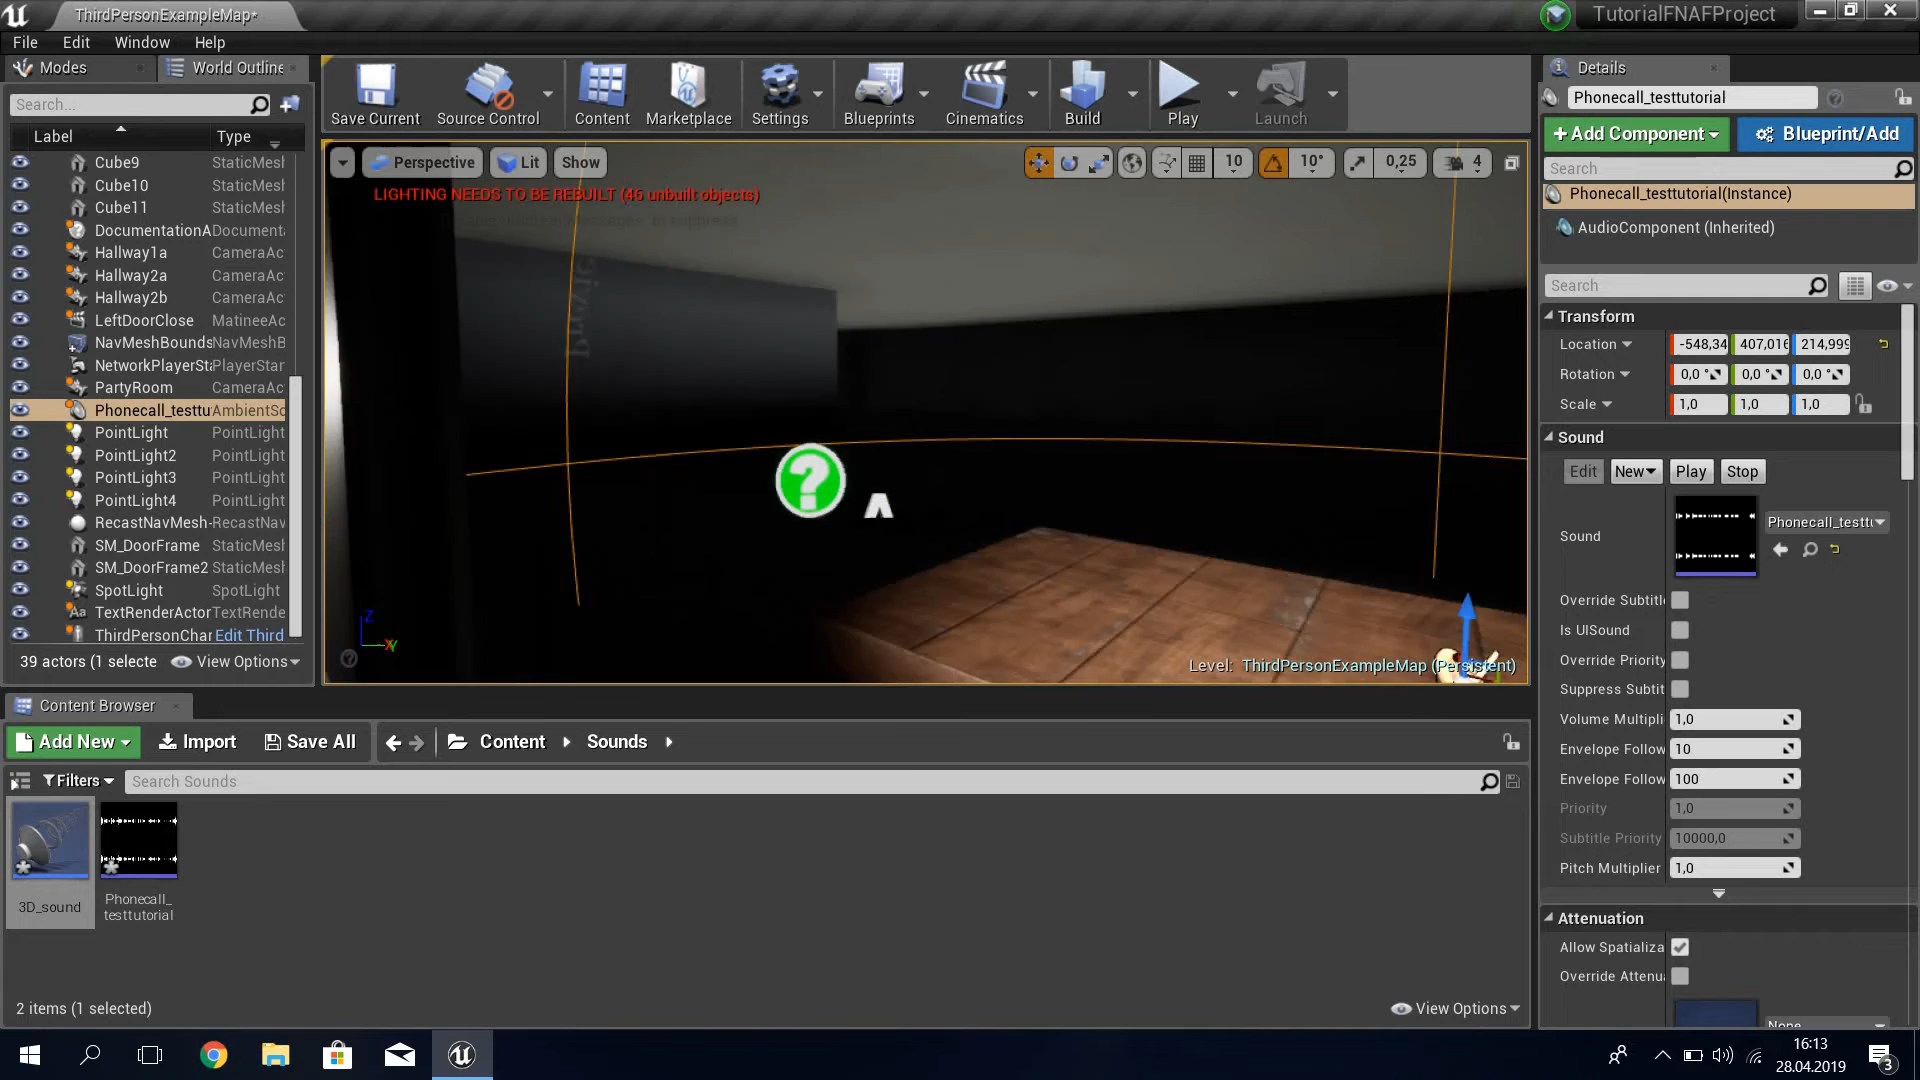 ThirdPersonExampleMap*
TutorialFNAFProject
File Edit Window Help
Modes
World Outline
Search...
Label Type
Cube9 StaticMesh
Cube10 StaticMesh
Cube11 StaticMesh
DocumentationA Documenta
Hallway1a CameraAc
Hallway2a CameraAc
Hallway2b CameraAc
LeftDoorClose MatineeAc
NavMeshBounds NavMeshB
NetworkPlayerSta PlayerStar
PartyRoom CameraAc
Phonecall_testtu AmbientSo
PointLight PointLight
PointLight2 PointLight
PointLight3 PointLight
PointLight4 PointLight
RecastNavMesh- RecastNav
SM_DoorFrame StaticMesh
SM_DoorFrame2 StaticMesh
SpotLight SpotLight
TextRenderActor TextRende
ThirdPersonChar Edit Third
39 actors (1 selecte View Options
Save Current Source Control Content Marketplace Settings Blueprints Cinematics Build Play Launch
Perspective Lit Show 10 10° 0,25 4
LIGHTING NEEDS TO BE REBUILT (46 unbuilt objects)
Z
X Y
Level: ThirdPersonExampleMap (Persistent)
Details
Phonecall_testtutorial
+ Add Component Blueprint/Add
Search
Phonecall_testtutorial(Instance)
AudioComponent (Inherited)
Search
Transform
Location -548,34 407,016 214,999
Rotation 0,0 ° 0,0 ° 0,0 °
Scale 1,0 1,0 1,0
Sound
Edit New Play Stop
Sound Phonecall_testtu
Override Subtitle
Is UISound
Override Priority
Suppress Subtit
Volume Multipli 1,0
Envelope Follow 10
Envelope Follow 100
Priority 1,0
Subtitle Priority 10000,0
Pitch Multiplier 1,0
Attenuation
Allow Spatializa
Override Attenua
None
Content Browser
Add New Import Save All Content Sounds
Filters Search Sounds
3D_sound
Phonecall_
testtutorial
2 items (1 selected)
View Options
16:13
28.04.2019
3